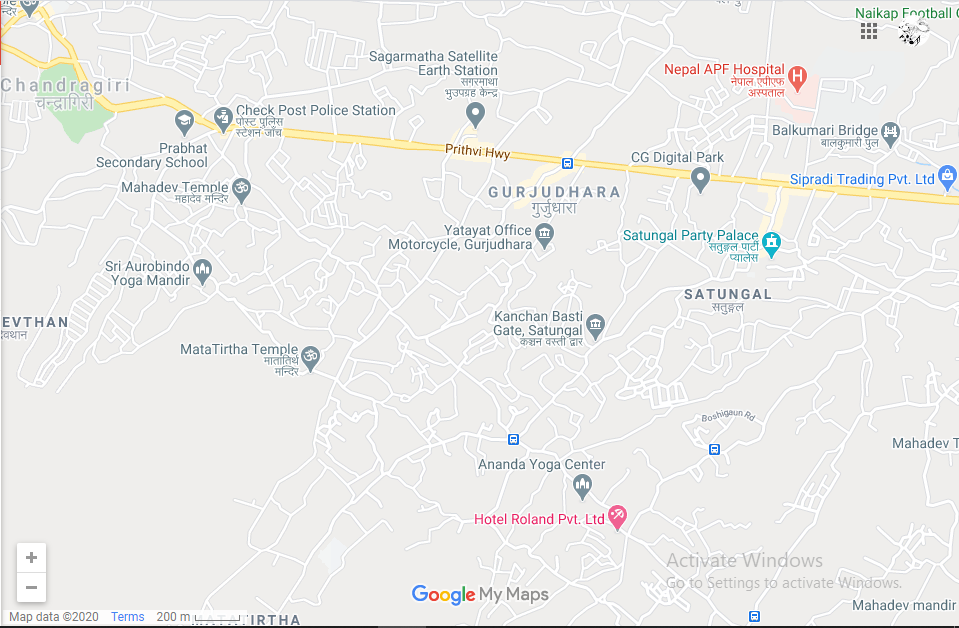 न्दिर
Naikap Football
Chandragiri
चन्द्रागिरी
Sagarmatha Satellite
Earth Station
सगरमाथा
भुउपग्रह केन्द्र
Nepal APF Hospital
नेपाल एपीएफ
अस्पताल
Check Post Police Station
पोस्ट पुलिस
स्टेशन जाँच
Prabhat
Secondary School
Prithvi Hwy
Balkumari Bridge
बालकुमारी पुल
CG Digital Park
Sipradi Trading Pvt. Ltd
Mahadev Temple
महादेव मन्दिर
GURJUDHARA
गुर्जुधारा
Yatayat Office
Motorcycle, Gurjudhara
Satungal Party Palace
सतुङ्गल पार्टी
प्यालेस
Sri Aurobindo
Yoga Mandir
SATUNGAL
सतुङ्गल
EVTHAN
वथान
Kanchan Basti
Gate, Satungal
कञ्चन वस्ती द्वार
MataTirtha Temple
मातातिर्थ
मन्दिर
Boshigaun Rd
Mahadev T
Ananda Yoga Center
Hotel Roland Pvt. Ltd
Activate Windows
Go to Settings to activate Windows.
Google My Maps
Mahadev mandir
Map data ©2020 Terms 200 m
MATATIRTHA